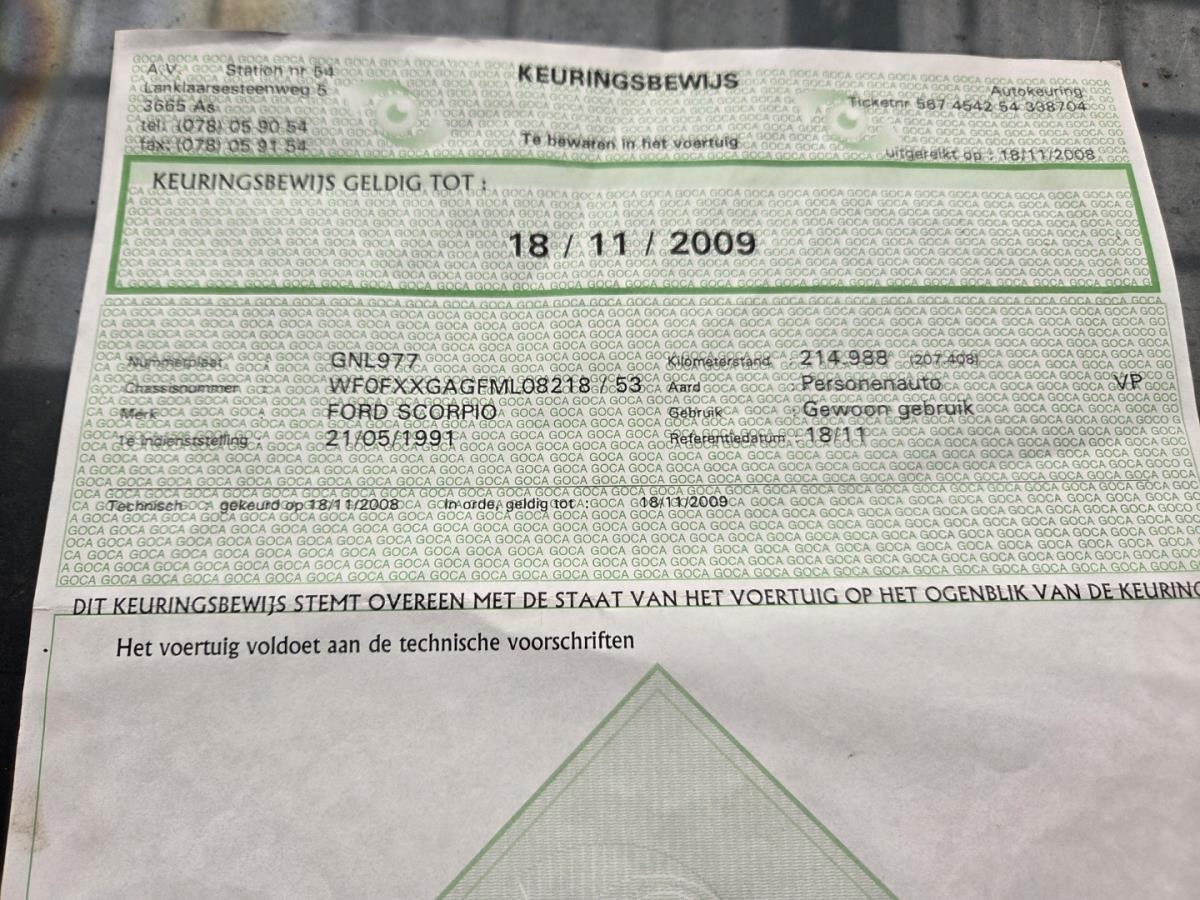 A.V. Station nr 54
Lanklaarsesteenweg 5
3665 As
tel: (078) 05 90 54
fax: (078) 05 91 54
KEURINGSBEWIJS
Te bewaren in het voertuig
Autokeuring
Ticketnr 567 4542 54 338704
uitgereikt op : 18/11/2008
KEURINGSBEWIJS GELDIG TOT :
18 / 11 / 2009
Nummerplaat : GNL977 Kilometerstand : 214.988 (207.408)
Chassisnummer : WF0FXXGAGFML08218 / 53 Aard : Personenauto VP
Merk : FORD SCORPIO Gebruik : Gewoon gebruik
Te indienststelling : 21/05/1991 Referentiedatum : 18/11
Technisch : gekeurd op 18/11/2008 In orde, geldig tot : 18/11/2009
DIT KEURINGSBEWIJS STEMT OVEREEN MET DE STAAT VAN HET VOERTUIG OP HET OGENBLIK VAN DE KEURING
Het voertuig voldoet aan de technische voorschriften